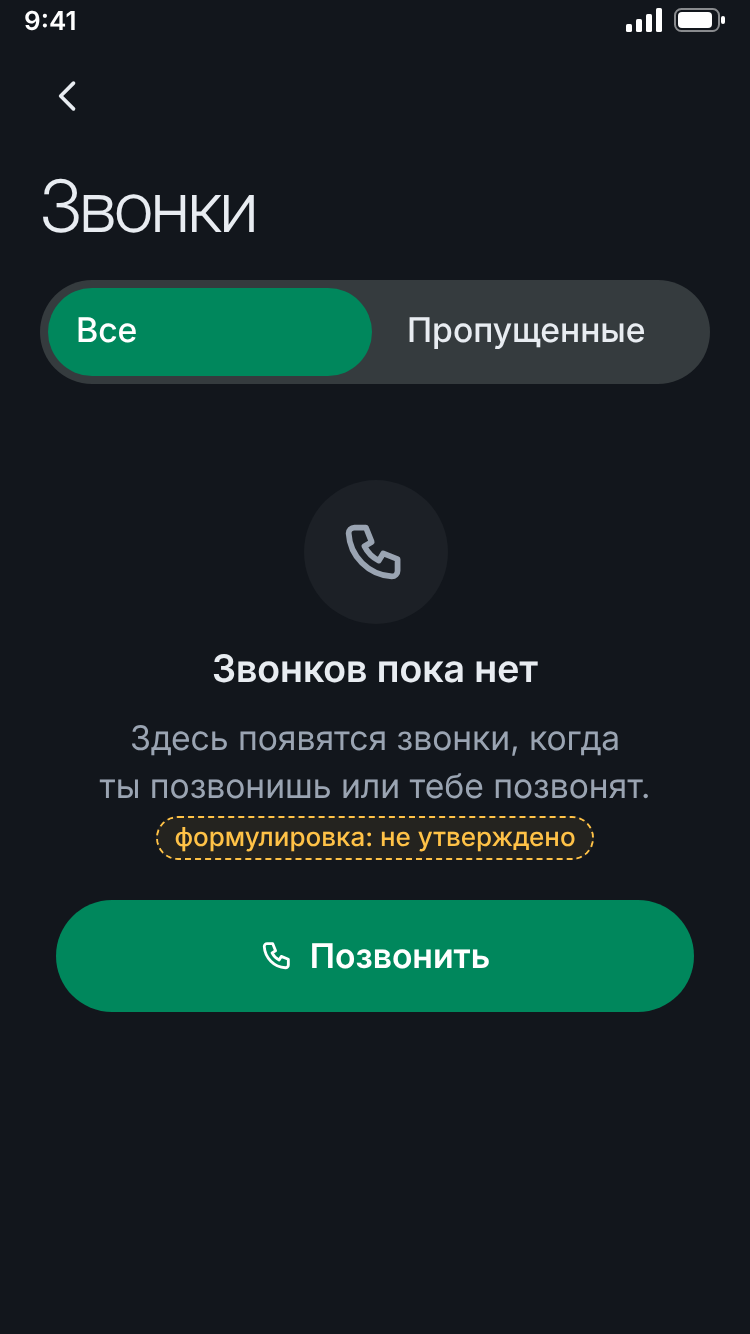 9:41
Звонки
Все
Пропущенные
Звонков пока нет
Здесь появятся звонки, когда
ты позвонишь или тебе позвонят.
формулировка: не утверждено
Позвонить